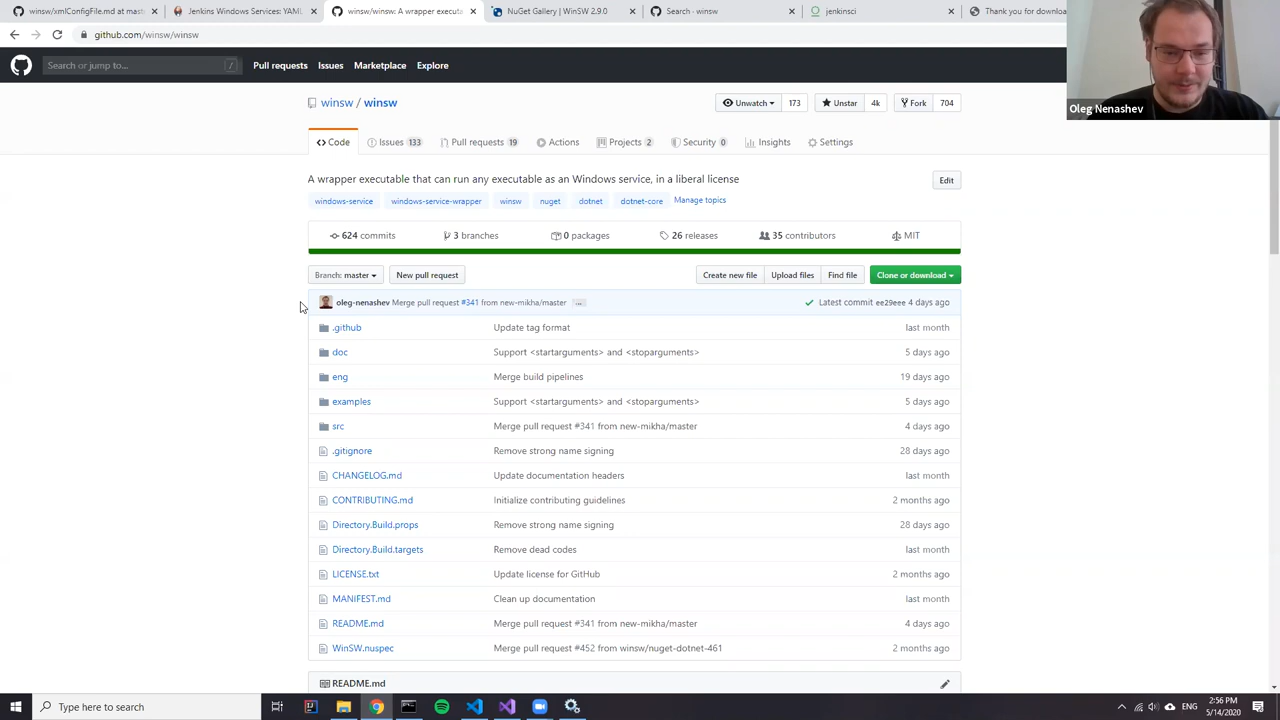 winsw/xmlConfigFile.md at mast
Jenkins Windows Services: YAML
winsw/winsw: A wrapper executa
NuGet Gallery | WinSW 2.9.0
Search · winsw
jenkinsci
Thank you for downlo
github.com/winsw/winsw
Search or jump to...
/
Pull requests
Issues
Marketplace
Explore
Oleg Nenashev
winsw / winsw
Unwatch
173
Unstar
4k
Fork
704
Code
Issues 133
Pull requests 19
Actions
Projects 2
Security 0
Insights
Settings
A wrapper executable that can run any executable as an Windows service, in a liberal license
Edit
windows-service
windows-service-wrapper
winsw
nuget
dotnet
dotnet-core
Manage topics
624 commits
3 branches
0 packages
26 releases
35 contributors
MIT
Branch: master
New pull request
Create new file
Upload files
Find file
Clone or download
oleg-nenashev Merge pull request #341 from new-mikha/master ...
Latest commit ee29eee 4 days ago
.github Update tag format last month
doc Support <startarguments> and <stoparguments> 5 days ago
eng Merge build pipelines 19 days ago
examples Support <startarguments> and <stoparguments> 5 days ago
src Merge pull request #341 from new-mikha/master 4 days ago
.gitignore Remove strong name signing 28 days ago
CHANGELOG.md Update documentation headers last month
CONTRIBUTING.md Initialize contributing guidelines 2 months ago
Directory.Build.props Remove strong name signing 28 days ago
Directory.Build.targets Remove dead codes last month
LICENSE.txt Update license for GitHub 2 months ago
MANIFEST.md Clean up documentation last month
README.md Merge pull request #341 from new-mikha/master 4 days ago
WinSW.nuspec Merge pull request #452 from winsw/nuget-dotnet-461 2 months ago
README.md
Type here to search
ENG
2:56 PM
5/14/2020